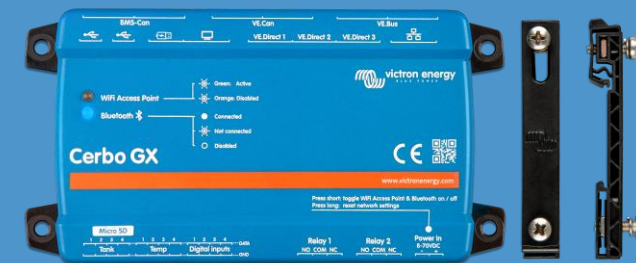 BMS-Can VE.Can VE.Bus
VE.Direct 1 VE.Direct 2 VE.Direct 3
victron energy
BLUE POWER
Green: Active
WiFi Access Point
Orange: Disabled
Bluetooth
Connected
Not connected
Disabled
Cerbo GX
CE
www.victronenergy.com
Press short: toggle WiFi Access Point & Bluetooth on / off
Press long: reset network settings
Micro SD
1 2 3 4 1 2 3 4 1 2 3 4 DATA
GND
Tank Temp Digital inputs
Relay 1 Relay 2 Power in
NO COM NC NO COM NC 8-70VDC